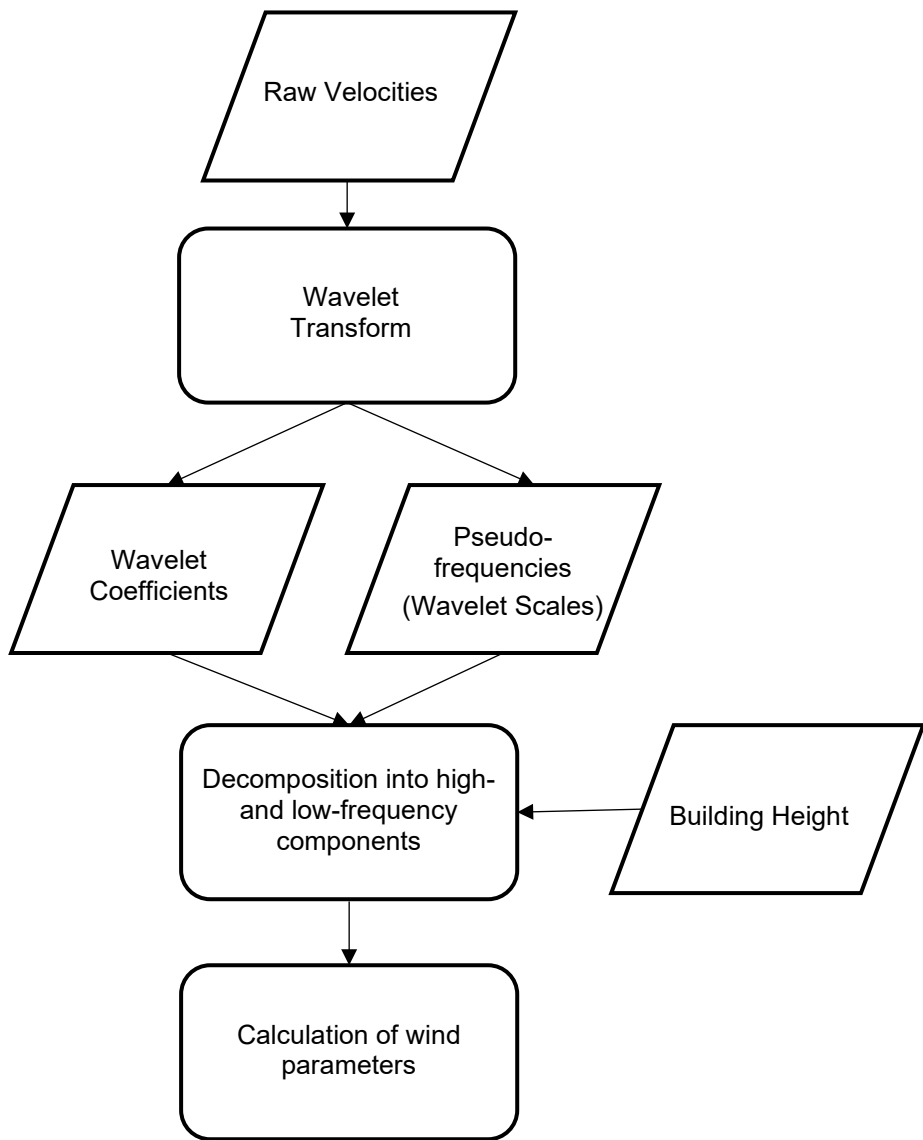 Raw Velocities
Wavelet
Transform
Wavelet
Coefficients
Pseudo-
frequencies
(Wavelet Scales)
Decomposition into high-
and low-frequency
components
Building Height
Calculation of wind
parameters